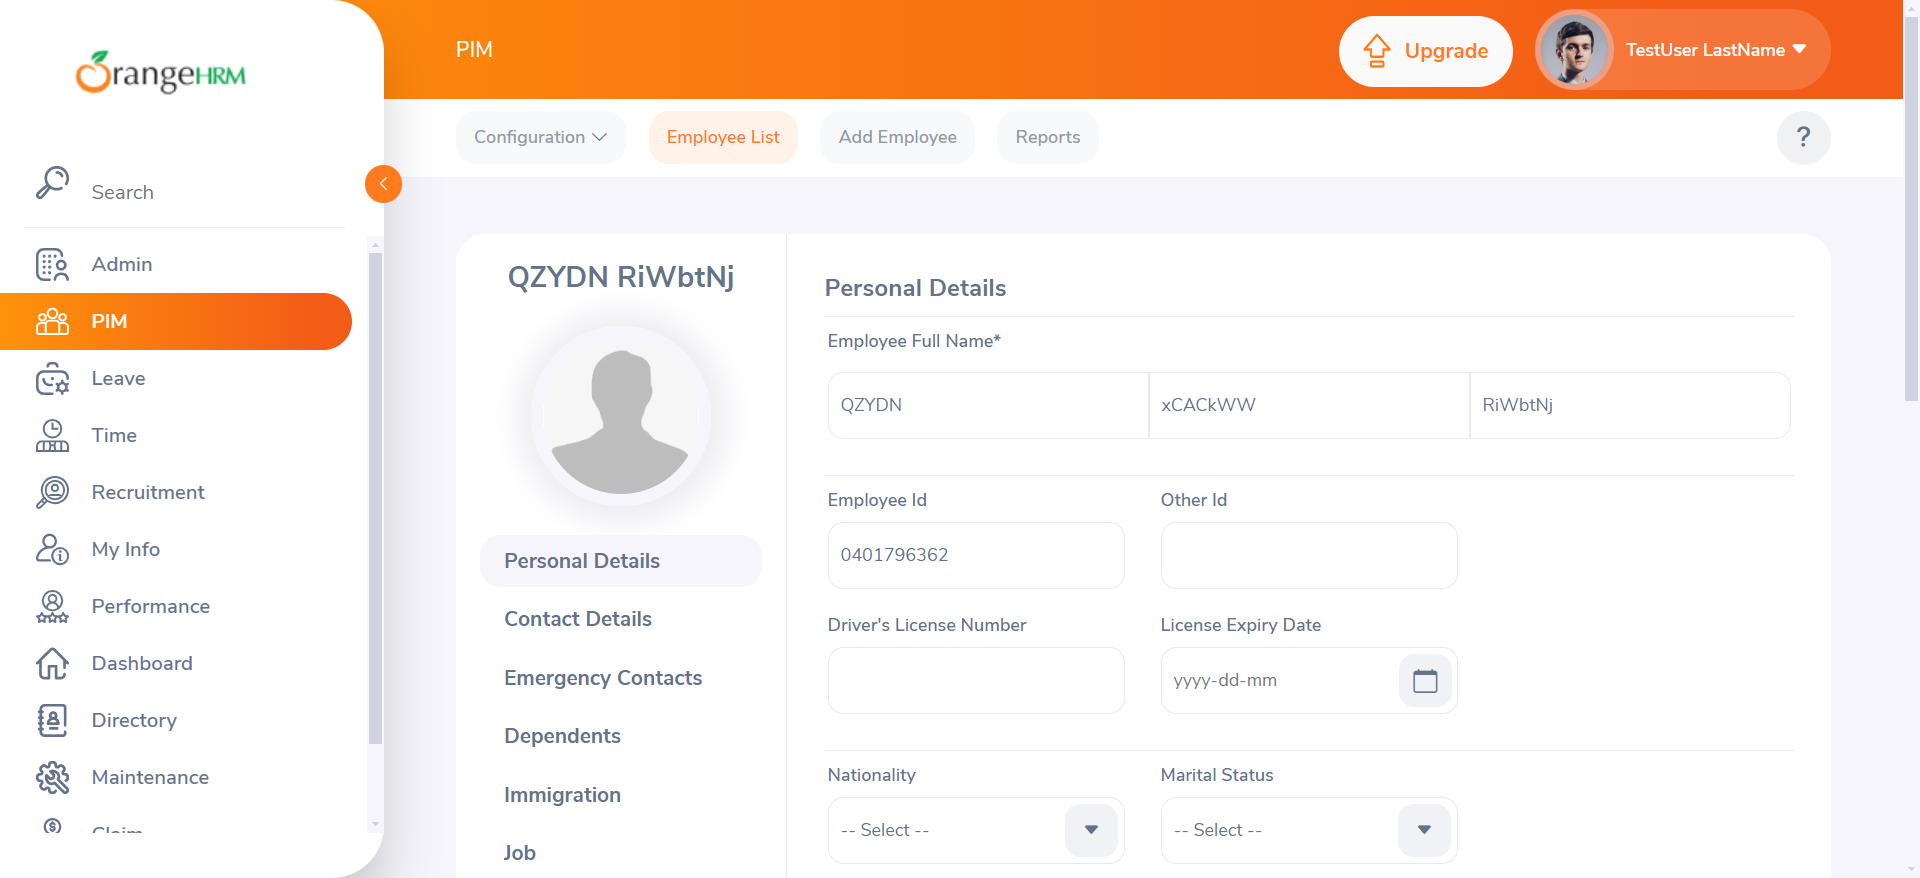 OrangeHRM
PIM
Upgrade
TestUser LastName
Configuration
Employee List
Add Employee
Reports
?
Search
Admin
PIM
Leave
Time
Recruitment
My Info
Performance
Dashboard
Directory
Maintenance
Claim
QZYDN RiWbtNj
Personal Details
Contact Details
Emergency Contacts
Dependents
Immigration
Job
Personal Details
Employee Full Name*
QZYDN
xCACkWW
RiWbtNj
Employee Id
Other Id
0401796362
Driver's License Number
License Expiry Date
yyyy-dd-mm
Nationality
Marital Status
-- Select --
-- Select --